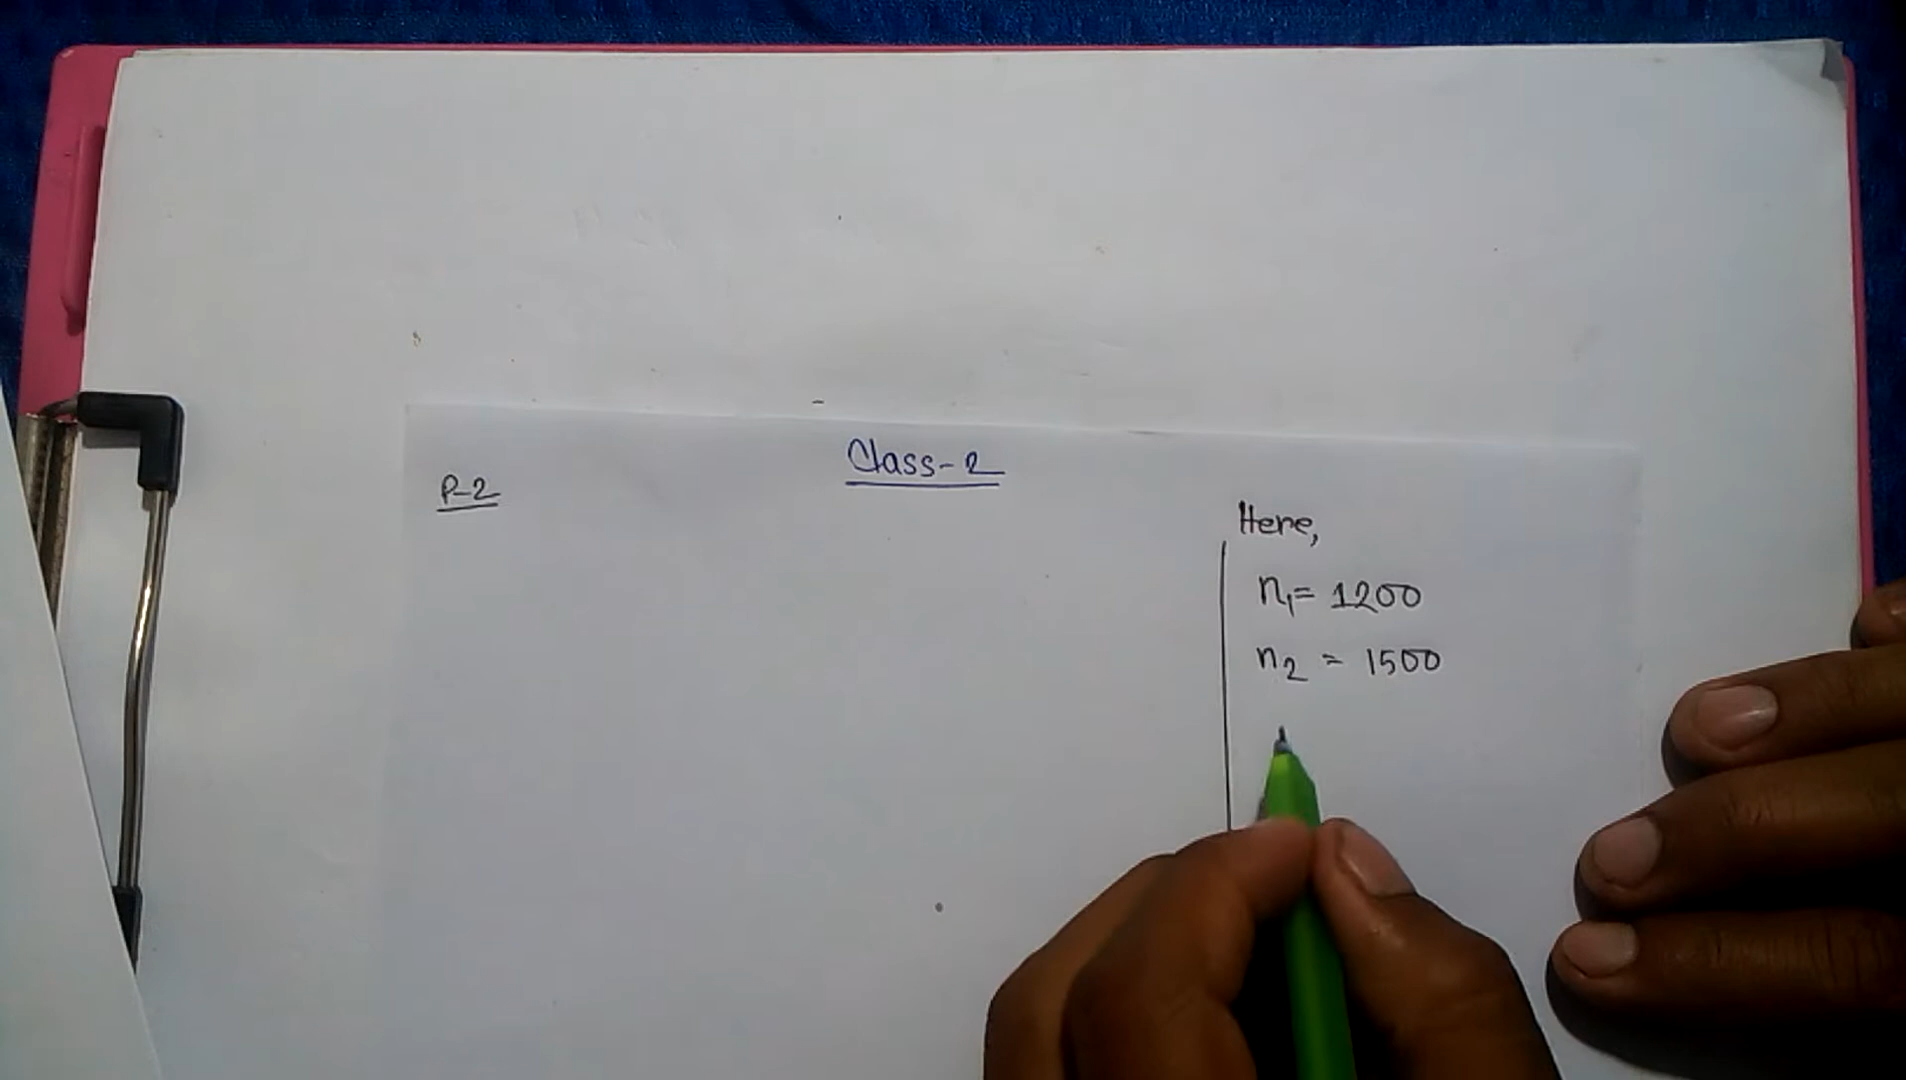 Class-2
P-2
Here,
n₁= 1200
n₂ = 1500